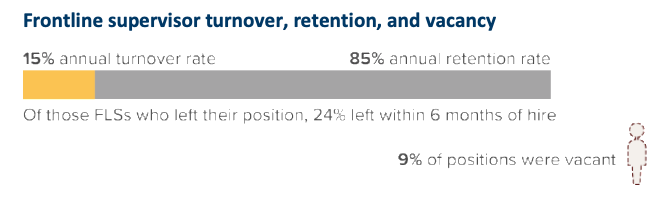 Frontline supervisor turnover, retention, and vacancy
15% annual turnover rate
85% annual retention rate
Of those FLSs who left their position, 24% left within 6 months of hire
9% of positions were vacant